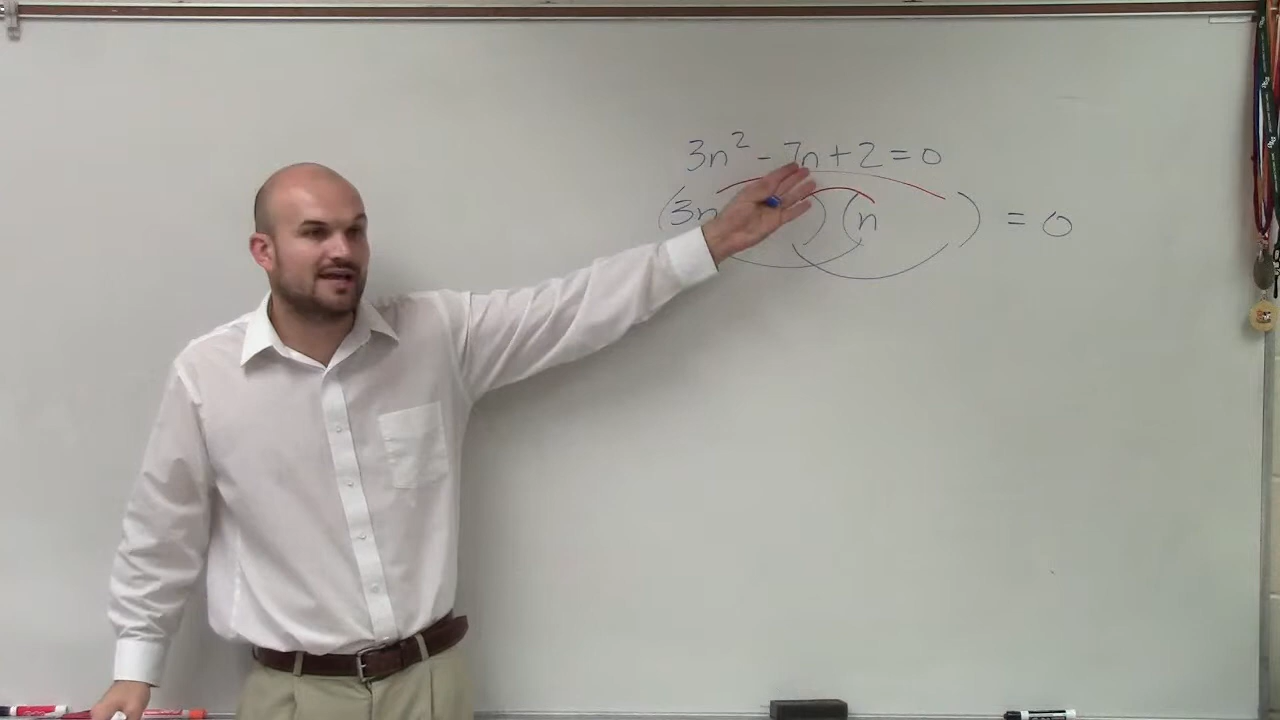 3n² - 7n + 2 = 0
(3n ) (n ) = 0